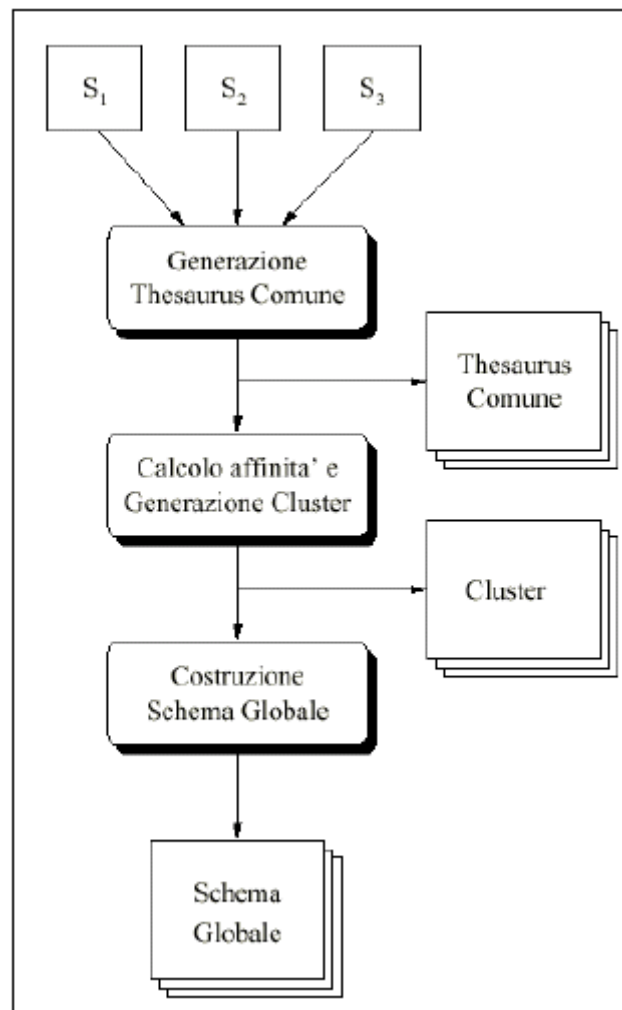 S1
S2
S3
Generazione
Thesaurus Comune
Thesaurus
Comune
Calcolo affinita' e
Generazione Cluster
Cluster
Costruzione
Schema Globale
Schema
Globale